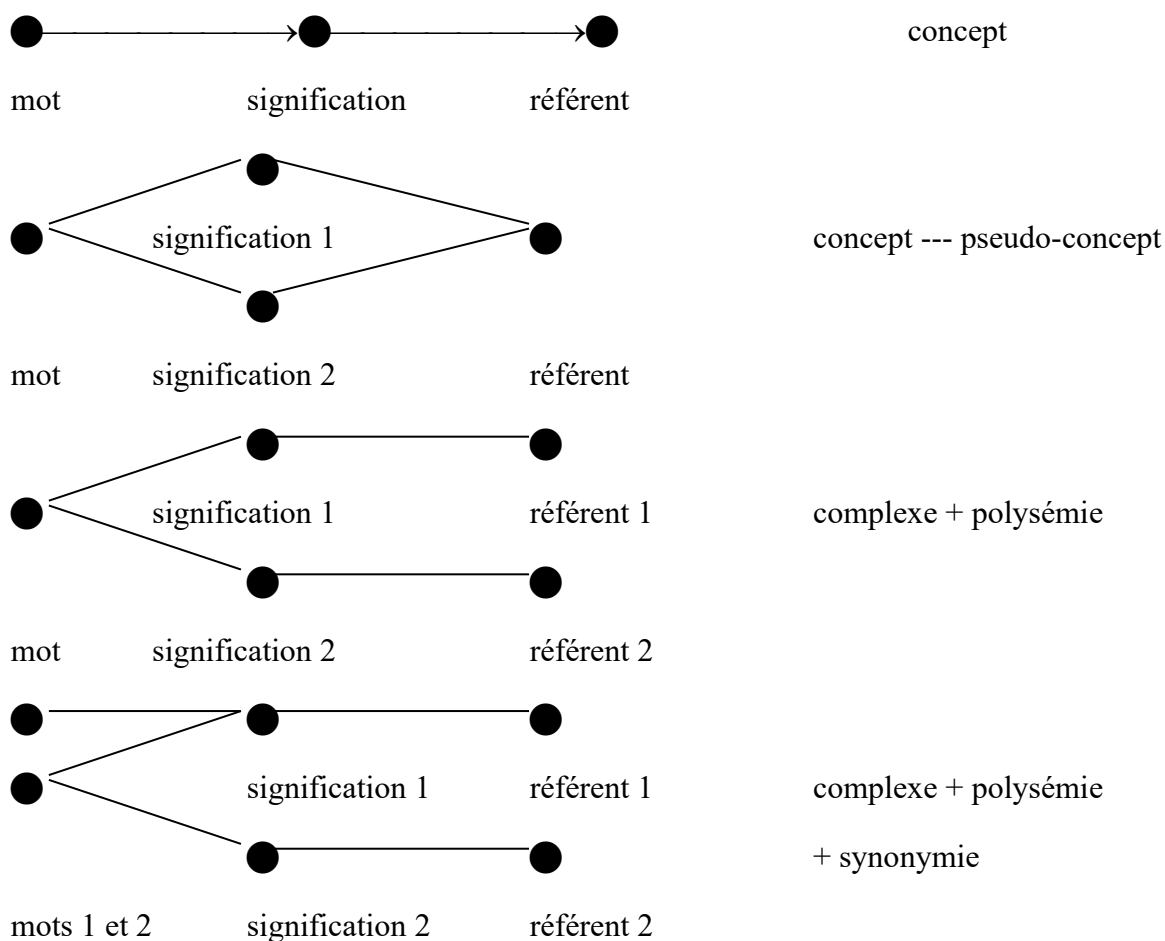 concept
mot signification référent
signification 1 concept --- pseudo-concept
mot signification 2 référent
signification 1 référent 1 complexe + polysémie
mot signification 2 référent 2
signification 1 référent 1 complexe + polysémie
+ synonymie
mots 1 et 2 signification 2 référent 2